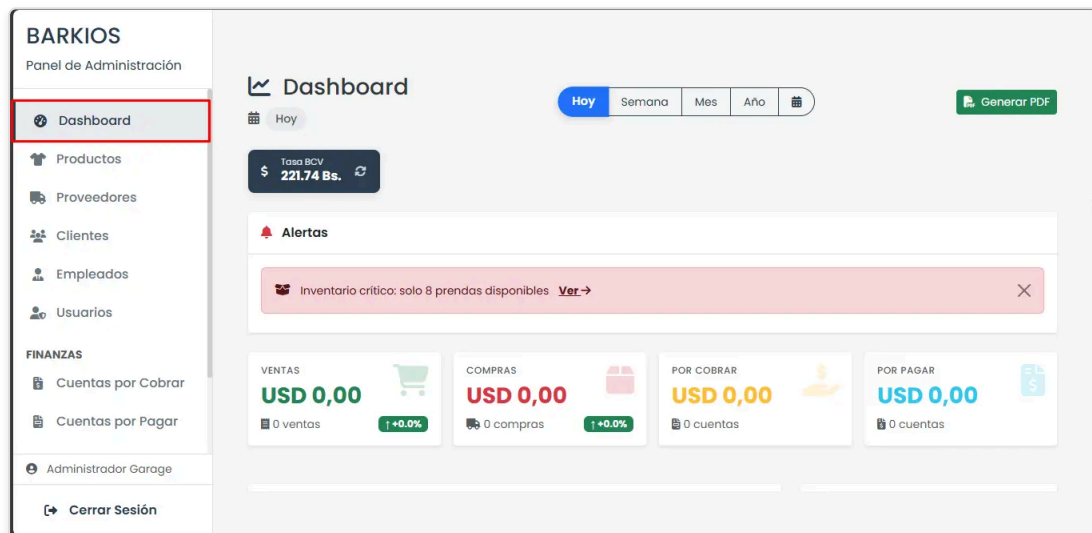 BARKIOS
Panel de Administración
Dashboard
Productos
Proveedores
Clientes
Empleados
Usuarios
FINANZAS
Cuentas por Cobrar
Cuentas por Pagar
Administrador Garage
Cerrar Sesión
Dashboard
Hoy
Hoy Semana Mes Año
Generar PDF
$ Tasa BCV
221.74 Bs.
Alertas
Inventario crítico: solo 8 prendas disponibles Ver→
VENTAS
USD 0,00
0 ventas ↑+0.0%
COMPRAS
USD 0,00
0 compras ↑+0.0%
POR COBRAR
USD 0,00
0 cuentas
POR PAGAR
USD 0,00
0 cuentas